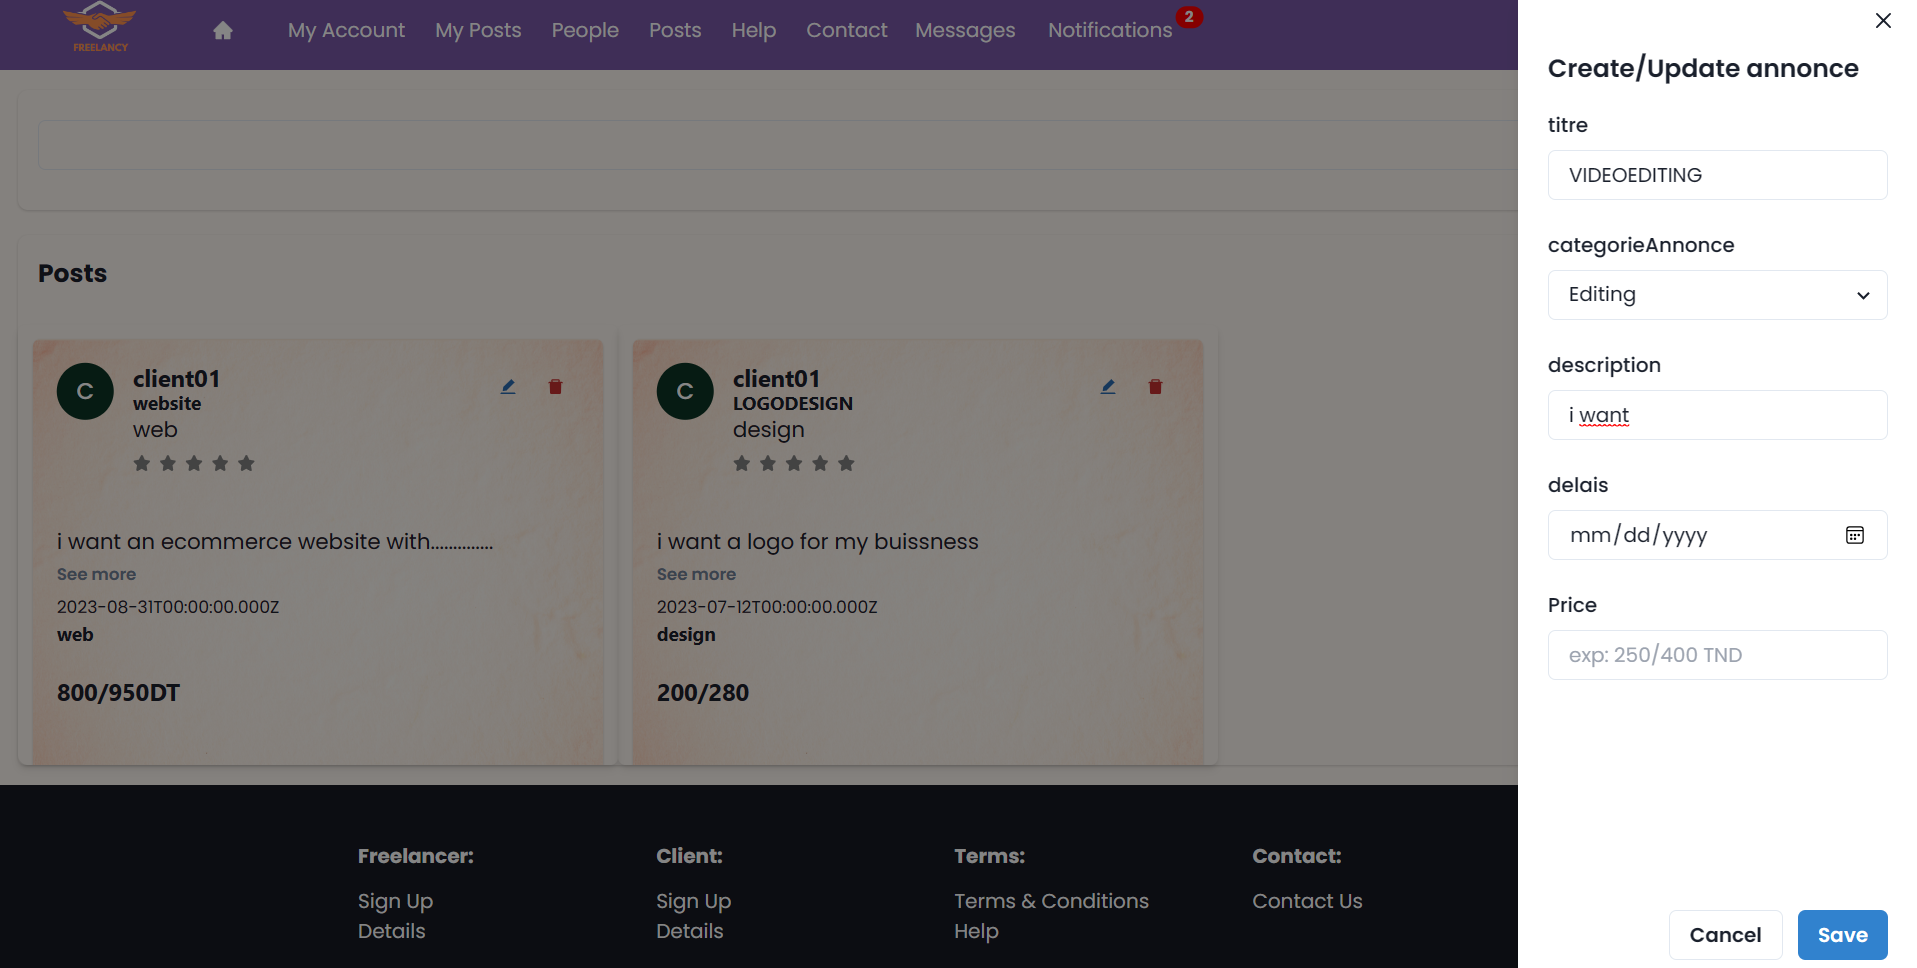 FREELANCY
My Account My Posts People Posts Help Contact Messages Notifications 2
Posts
C
client01
website
web
i want an ecommerce website with..............
See more
2023-08-31T00:00:00.000Z
web
800/950DT
C
client01
LOGODESIGN
design
i want a logo for my buissness
See more
2023-07-12T00:00:00.000Z
design
200/280
Freelancer:
Sign Up
Details
Client:
Sign Up
Details
Terms:
Terms & Conditions
Help
Contact:
Contact Us
Create/Update annonce
titre
VIDEOEDITING
categorieAnnonce
Editing
description
i want
delais
mm/dd/yyyy
Price
exp: 250/400 TND
Cancel Save